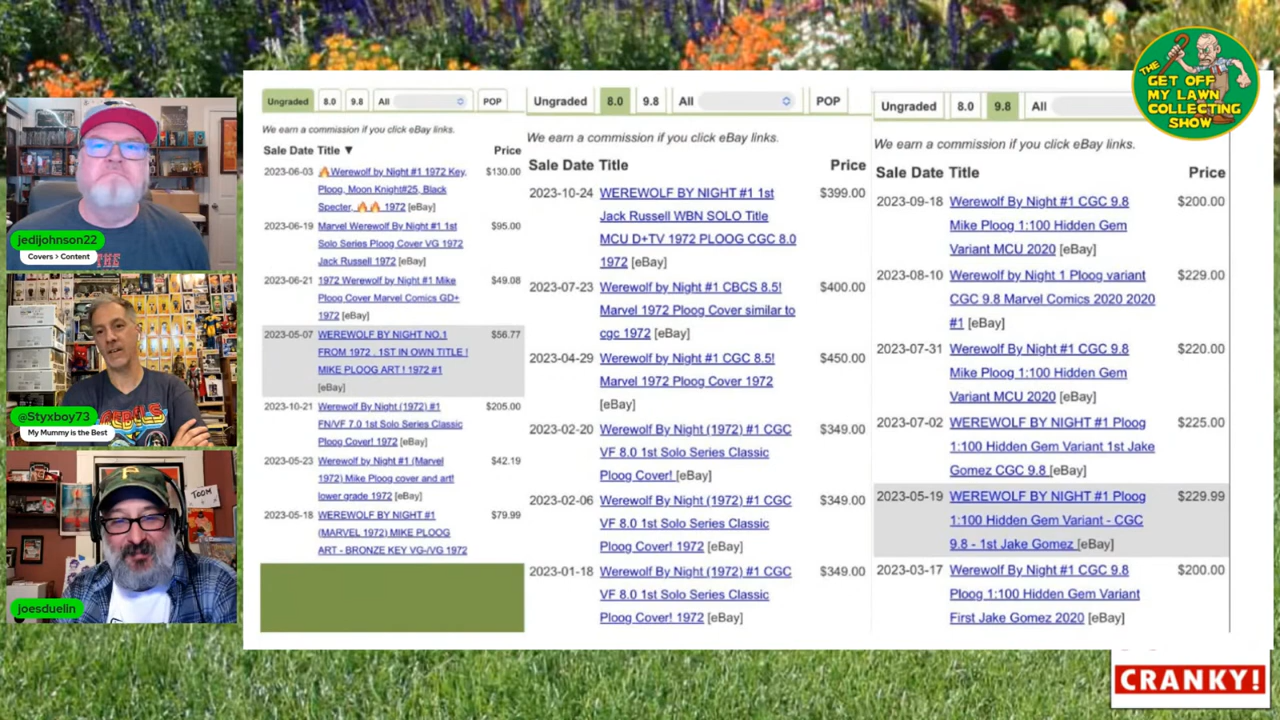 THE
GET OFF
MY LAWN
COLLECTING
SHOW
jedijohnson22
Covers > Content
@Styxboy73
My Mummy is the Best
TCOM
joesduelin
Ungraded 8.0 9.8 All POP
We earn a commission if you click eBay links.
Sale Date Title ▼ Price
2023-06-03 🔥Werewolf by Night #1 1972 Key, $130.00
Ploog, Moon Knight#25, Black
Specter, 🔥🔥 1972 [eBay]
2023-06-19 Marvel Werewolf By Night #1 1st $95.00
Solo Series Ploog Cover VG 1972
Jack Russell 1972 [eBay]
2023-06-21 1972 Werewolf by Night #1 Mike $49.08
Ploog Cover Marvel Comics GD+
1972 [eBay]
2023-05-07 WEREWOLF BY NIGHT NO.1 $56.77
FROM 1972 . 1ST IN OWN TITLE !
MIKE PLOOG ART ! 1972 #1
[eBay]
2023-10-21 Werewolf By Night (1972) #1 $205.00
FN/VF 7.0 1st Solo Series Classic
Ploog Cover! 1972 [eBay]
2023-05-23 Werewolf by Night #1 (Marvel $42.19
1972) Mike Ploog cover and art!
lower grade 1972 [eBay]
2023-05-18 WEREWOLF BY NIGHT #1 $79.99
(MARVEL 1972) MIKE PLOOG
ART - BRONZE KEY VG-/VG 1972
Ungraded 8.0 9.8 All POP
We earn a commission if you click eBay links.
Sale Date Title Price
2023-10-24 WEREWOLF BY NIGHT #1 1st $399.00
Jack Russell WBN SOLO Title
MCU D+TV 1972 PLOOG CGC 8.0
1972 [eBay]
2023-07-23 Werewolf by Night #1 CBCS 8.5! $400.00
Marvel 1972 Ploog Cover similar to
cgc 1972 [eBay]
2023-04-29 Werewolf by Night #1 CGC 8.5! $450.00
Marvel 1972 Ploog Cover 1972
[eBay]
2023-02-20 Werewolf By Night (1972) #1 CGC $349.00
VF 8.0 1st Solo Series Classic
Ploog Cover! [eBay]
2023-02-06 Werewolf By Night (1972) #1 CGC $349.00
VF 8.0 1st Solo Series Classic
Ploog Cover! 1972 [eBay]
2023-01-18 Werewolf By Night (1972) #1 CGC $349.00
VF 8.0 1st Solo Series Classic
Ploog Cover! 1972 [eBay]
Ungraded 8.0 9.8 All
We earn a commission if you click eBay links.
Sale Date Title Price
2023-09-18 Werewolf By Night #1 CGC 9.8 $200.00
Mike Ploog 1:100 Hidden Gem
Variant MCU 2020 [eBay]
2023-08-10 Werewolf by Night 1 Ploog variant $229.00
CGC 9.8 Marvel Comics 2020 2020
#1 [eBay]
2023-07-31 Werewolf By Night #1 CGC 9.8 $220.00
Mike Ploog 1:100 Hidden Gem
Variant MCU 2020 [eBay]
2023-07-02 WEREWOLF BY NIGHT #1 Ploog $225.00
1:100 Hidden Gem Variant 1st Jake
Gomez CGC 9.8 [eBay]
2023-05-19 WEREWOLF BY NIGHT #1 Ploog $229.99
1:100 Hidden Gem Variant - CGC
9.8 - 1st Jake Gomez [eBay]
2023-03-17 Werewolf By Night #1 CGC 9.8 $200.00
Ploog 1:100 Hidden Gem Variant
First Jake Gomez 2020 [eBay]
CRANKY!